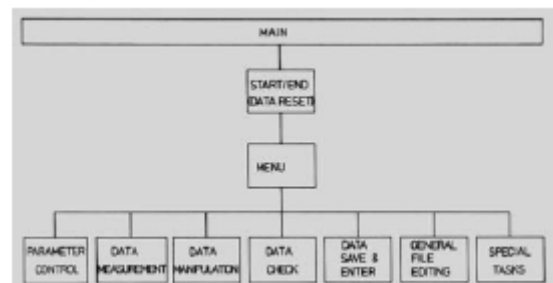 MAIN
START/END
(DATA RESET)
MENU
PARAMETER
CONTROL
DATA
MEASUREMENT
DATA
MANIPULATION
DATA
CHECK
DATA
SAVE &
ENTER
GENERAL
FILE
EDITING
SPECIAL
TASKS